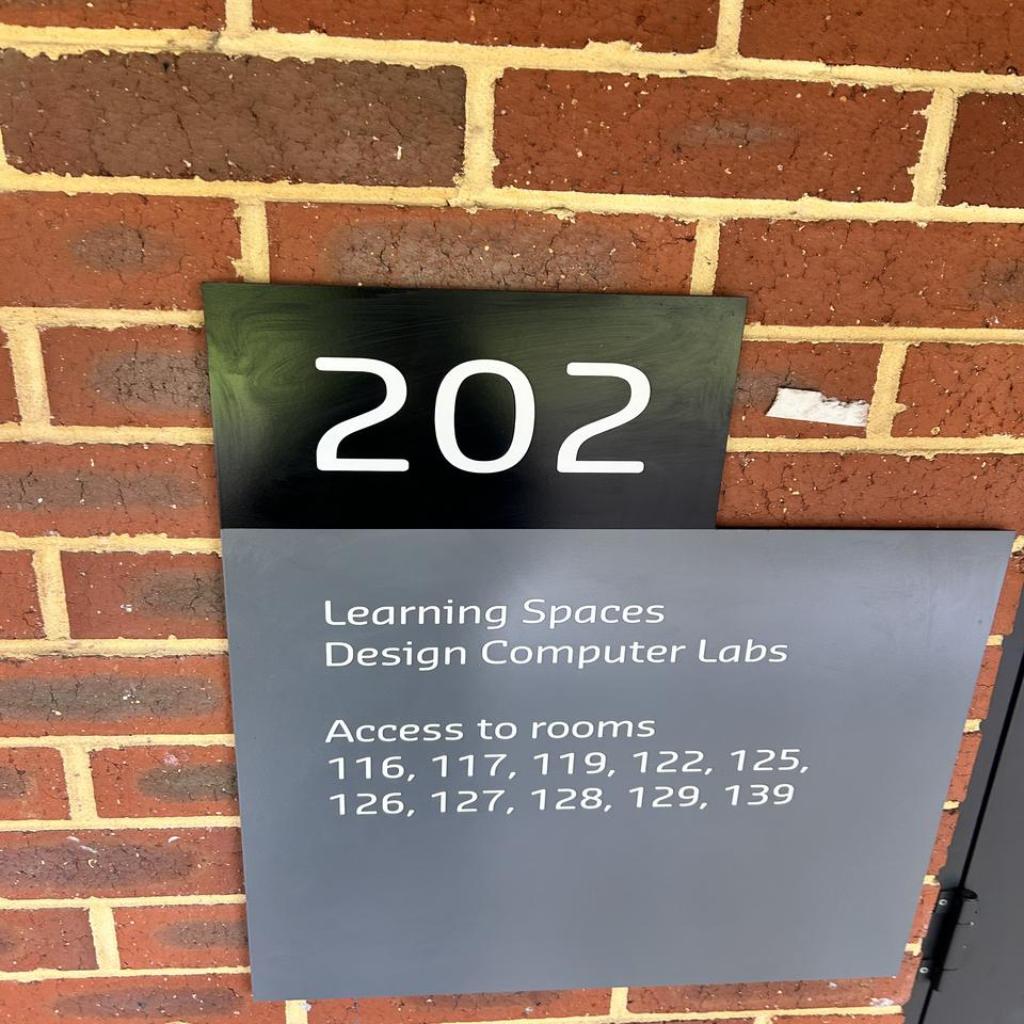 202
Learning Spaces
Design Computer Labs
Access to rooms
116, 117, 119, 122, 125,
126, 127, 128, 129, 139